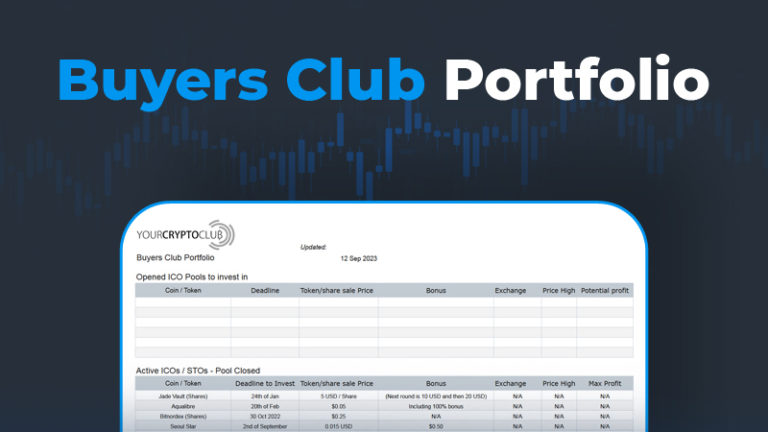 Buyers Club Portfolio
YOURCRYPTOCLUB
Updated:
Buyers Club Portfolio 12 Sep 2023
Opened ICO Pools to invest in
Coin / Token Deadline Token/share sale Price Bonus Exchange Price High Potential profit
Active ICOs / STOs - Pool Closed
Coin / Token Deadline to Invest Token/share sale Price Bonus Exchange Price High Max Profit
Jade Vault (Shares) 24th of Jan 5 USD / Share (Next round is 10 USD and then 20 USD) N/A N/A N/A
Aqualibre 20th of Feb $0.05 Including 100% bonus N/A N/A N/A
Bitnordex (Shares) 30 Oct 2022 $0.25 N/A N/A N/A N/A
Seoul Star 2nd of September 0.015 USD $0.50 N/A N/A N/A